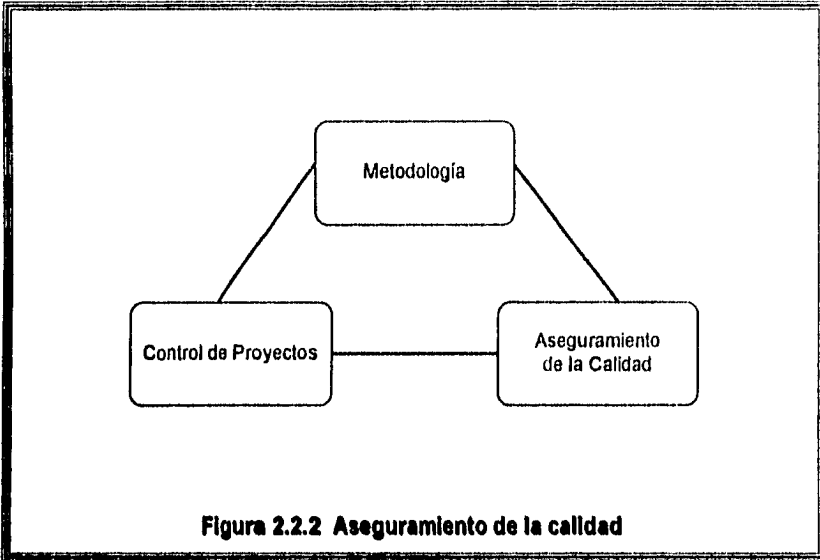 Metodología
Control de Proyectos
Aseguramiento
de la Calidad
Figura 2.2.2 Aseguramiento de la calidad